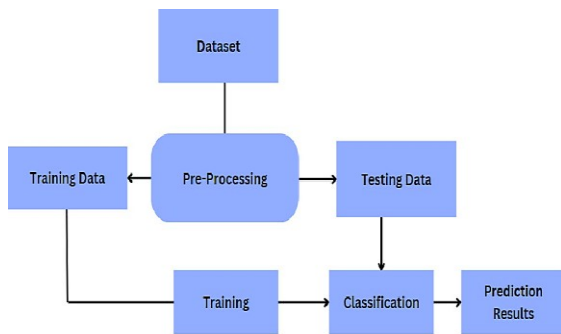 Dataset
Training Data
Pre-Processing
Testing Data
Training
Classification
Prediction
Results